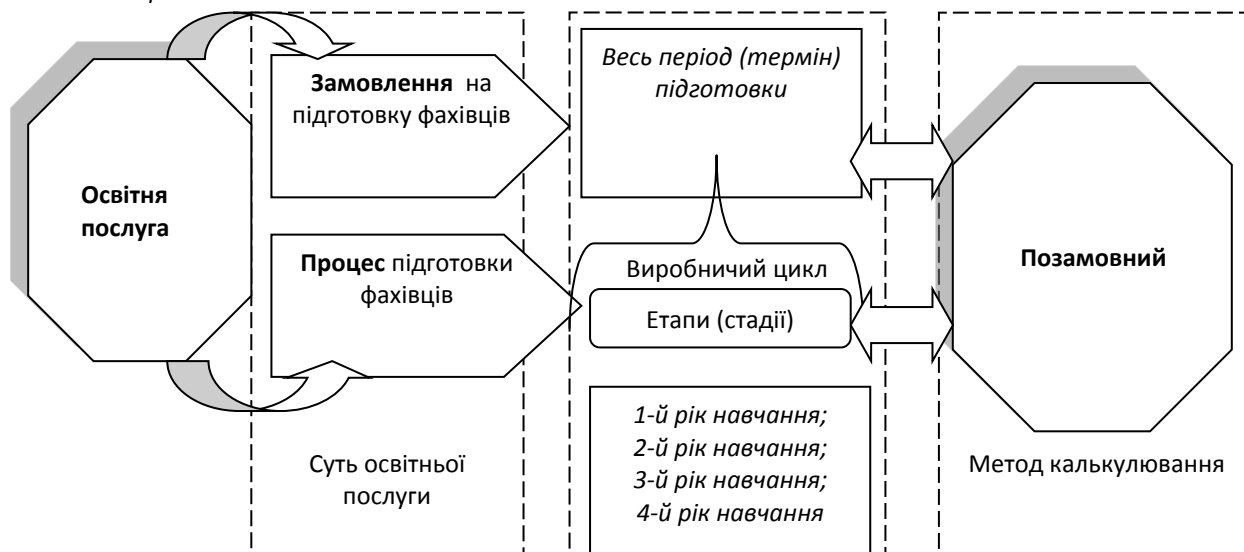 Освітня
послуга
Замовлення на
підготовку фахівців
Процес підготовки
фахівців
Суть освітньої
послуги
Весь період (термін)
підготовки
Виробничий цикл
Етапи (стадії)
1-й рік навчання;
2-й рік навчання;
3-й рік навчання;
4-й рік навчання
Позамовний
Метод калькулювання